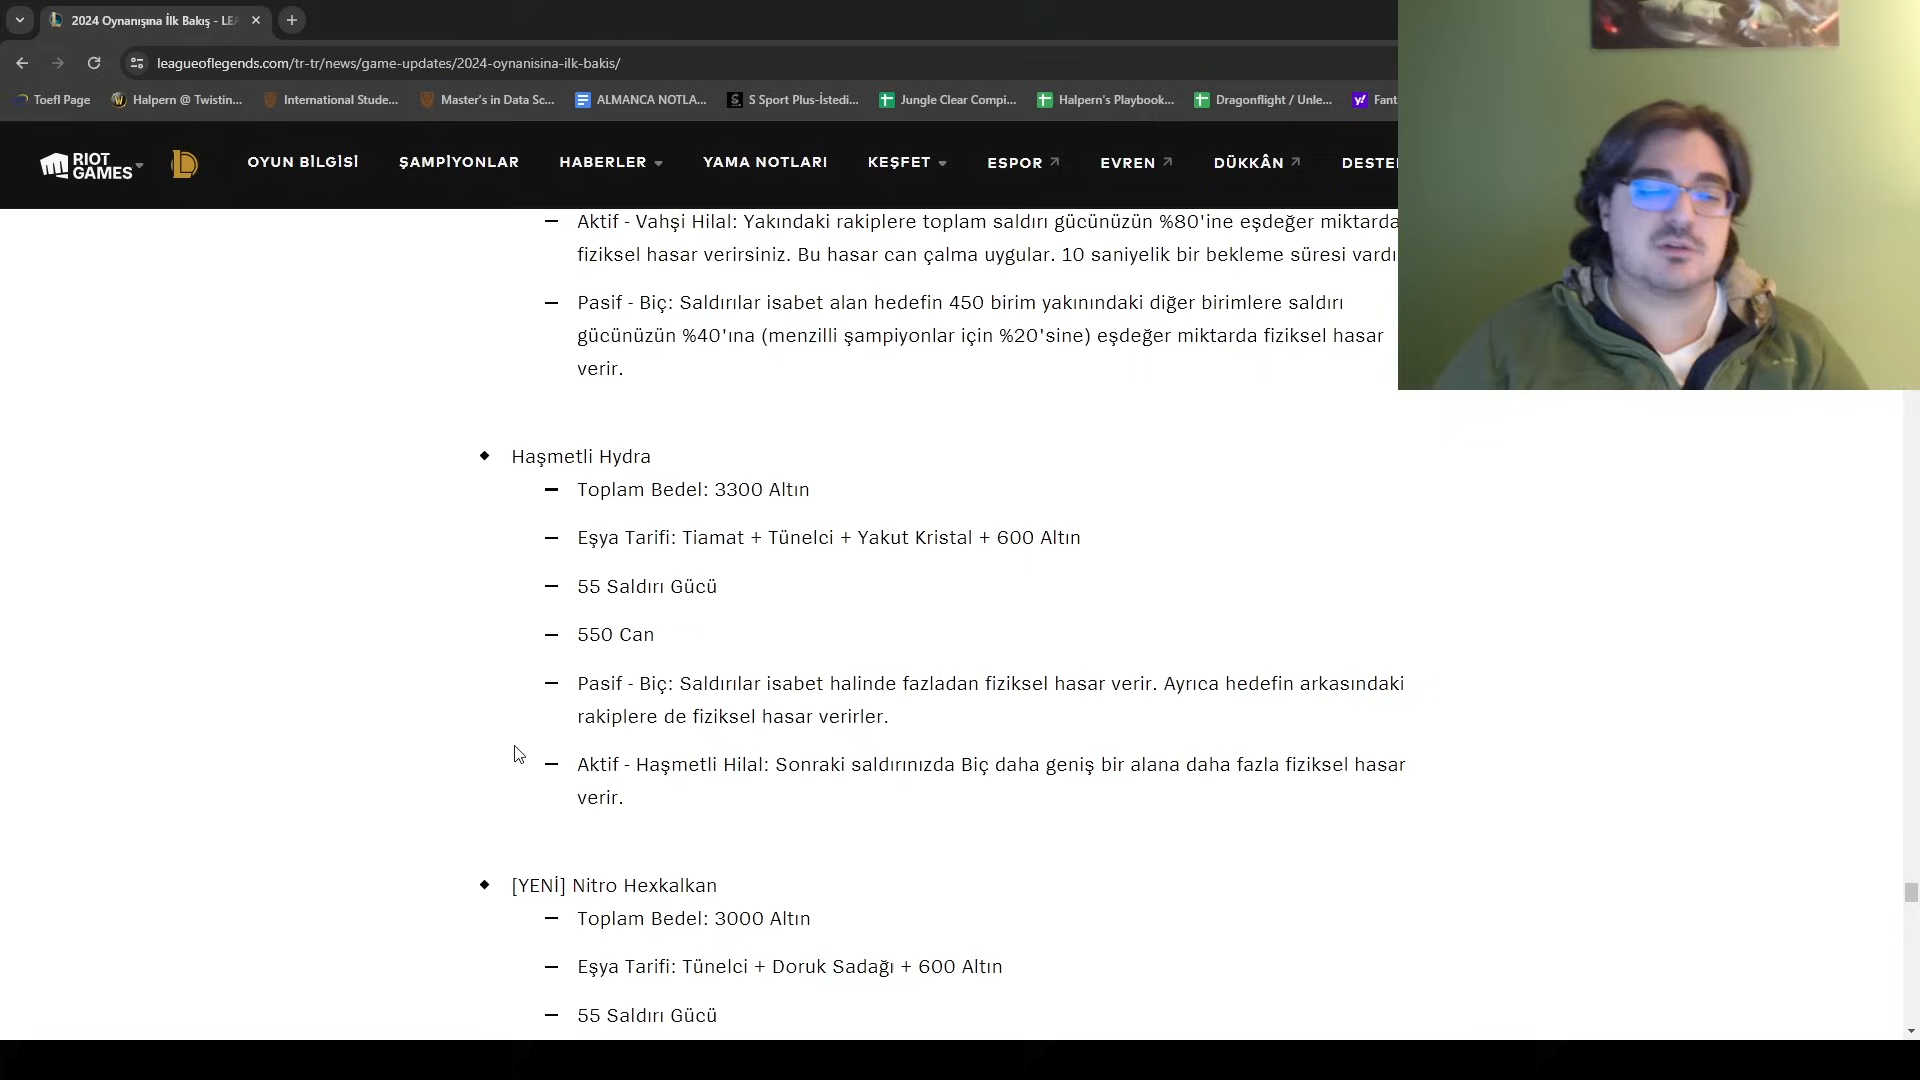 2024 Oynanışına İlk Bakış - LEA
leagueoflegends.com/tr-tr/news/game-updates/2024-oynanisina-ilk-bakis/
Toefl Page
Halpern @ Twistin...
International Stude...
Master's in Data Sc...
ALMANCA NOTLA...
S Sport Plus-İstedi...
Jungle Clear Compi...
Halpern's Playbook...
Dragonflight / Unle...
Fant
RIOT
GAMES
OYUN BİLGİSİ
ŞAMPİYONLAR
HABERLER
YAMA NOTLARI
KEŞFET
ESPOR
EVREN
DÜKKÂN
DESTE
— Aktif - Vahşi Hilal: Yakındaki rakiplere toplam saldırı gücünüzün %80'ine eşdeğer miktarda
fiziksel hasar verirsiniz. Bu hasar can çalma uygular. 10 saniyelik bir bekleme süresi vardı
— Pasif - Biç: Saldırılar isabet alan hedefin 450 birim yakınındaki diğer birimlere saldırı
gücünüzün %40'ına (menzilli şampiyonlar için %20'sine) eşdeğer miktarda fiziksel hasar
verir.
◆ Haşmetli Hydra
— Toplam Bedel: 3300 Altın
— Eşya Tarifi: Tiamat + Tünelci + Yakut Kristal + 600 Altın
— 55 Saldırı Gücü
— 550 Can
— Pasif - Biç: Saldırılar isabet halinde fazladan fiziksel hasar verir. Ayrıca hedefin arkasındaki
rakiplere de fiziksel hasar verirler.
— Aktif - Haşmetli Hilal: Sonraki saldırınızda Biç daha geniş bir alana daha fazla fiziksel hasar
verir.
◆ [YENİ] Nitro Hexkalkan
— Toplam Bedel: 3000 Altın
— Eşya Tarifi: Tünelci + Doruk Sadağı + 600 Altın
— 55 Saldırı Gücü